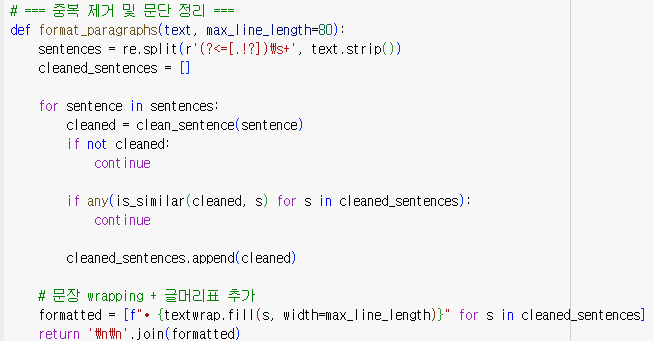 # === 중복 제거 및 문단 정리 ===
def format_paragraphs(text, max_line_length=80):
    sentences = re.split(r'(?<=[.!?])₩s+', text.strip())
    cleaned_sentences = []

    for sentence in sentences:
        cleaned = clean_sentence(sentence)
        if not cleaned:
            continue

        if any(is_similar(cleaned, s) for s in cleaned_sentences):
            continue

        cleaned_sentences.append(cleaned)

    # 문장 wrapping + 글머리표 추가
    formatted = [f"• {textwrap.fill(s, width=max_line_length)}" for s in cleaned_sentences]
    return '₩n₩n'.join(formatted)